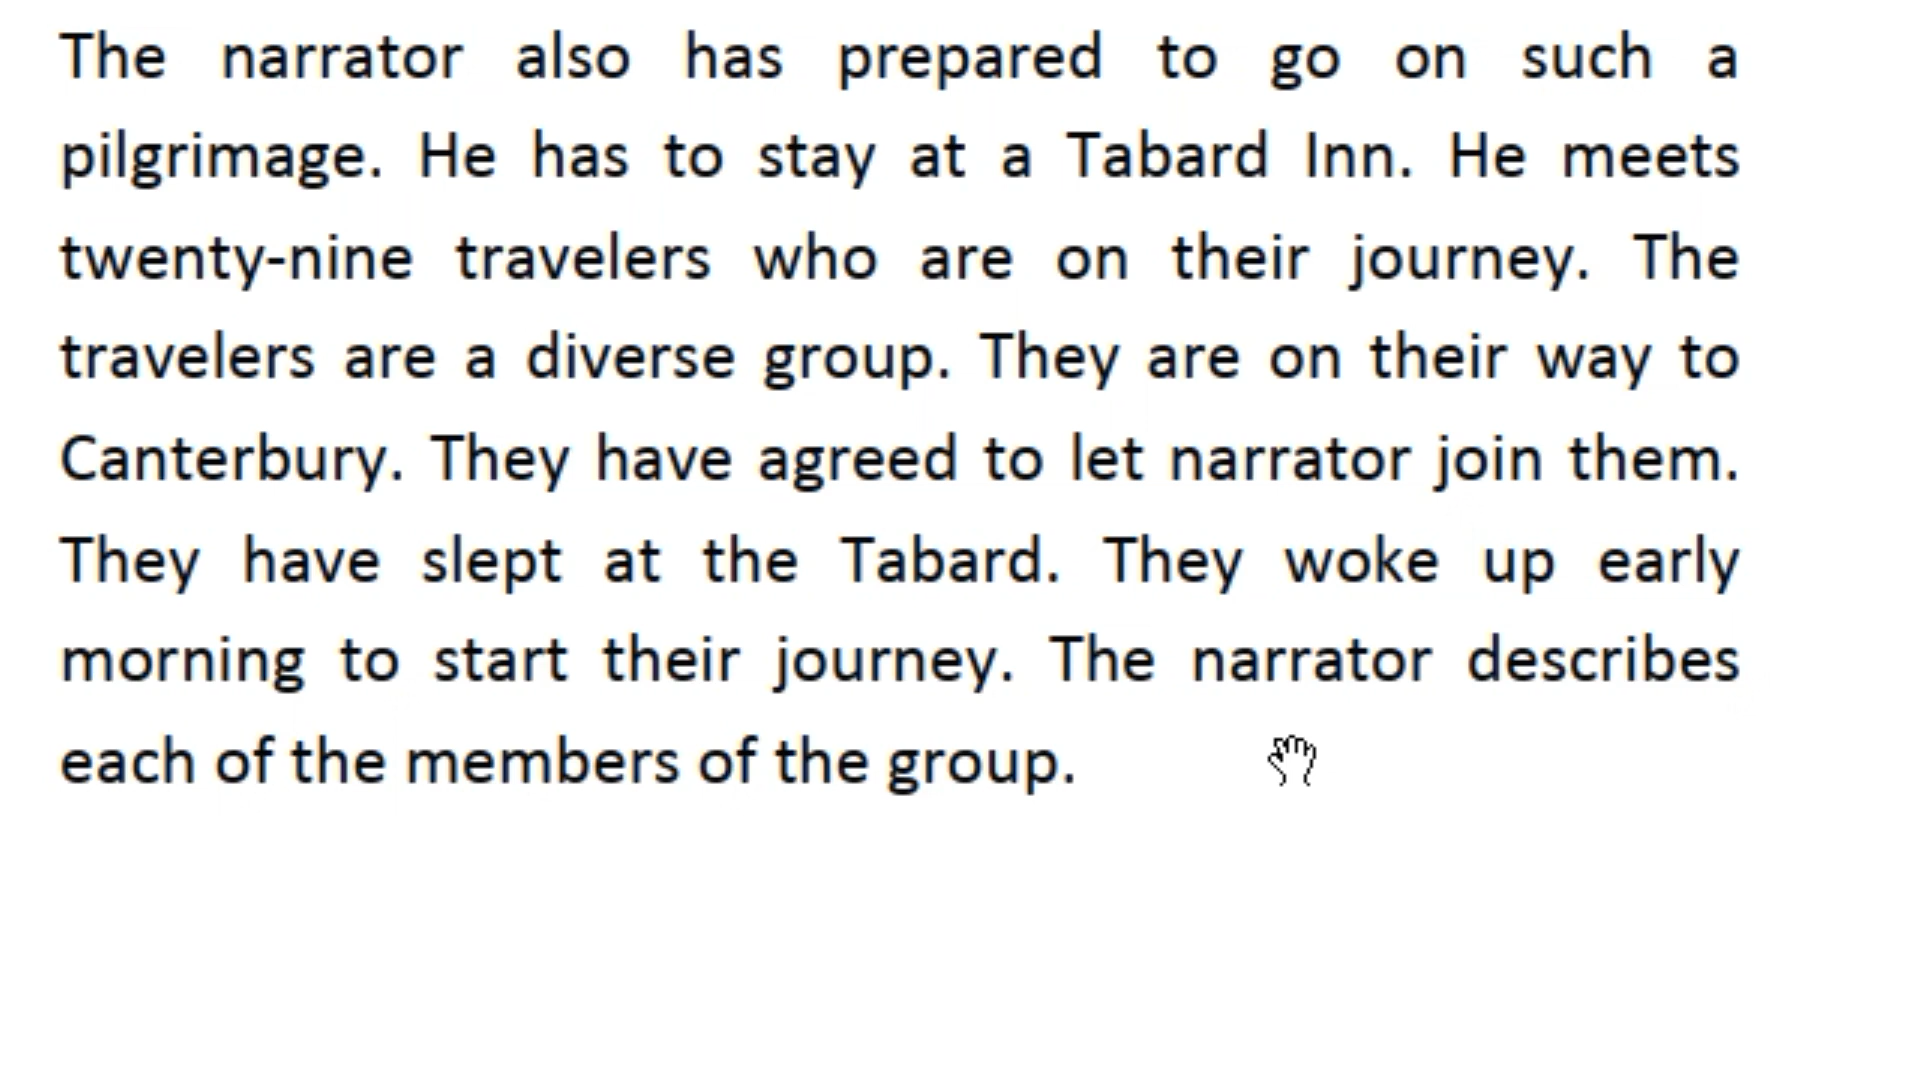 The narrator also has prepared to go on such a
pilgrimage. He has to stay at a Tabard Inn. He meets
twenty-nine travelers who are on their journey. The
travelers are a diverse group. They are on their way to
Canterbury. They have agreed to let narrator join them.
They have slept at the Tabard. They woke up early
morning to start their journey. The narrator describes
each of the members of the group.